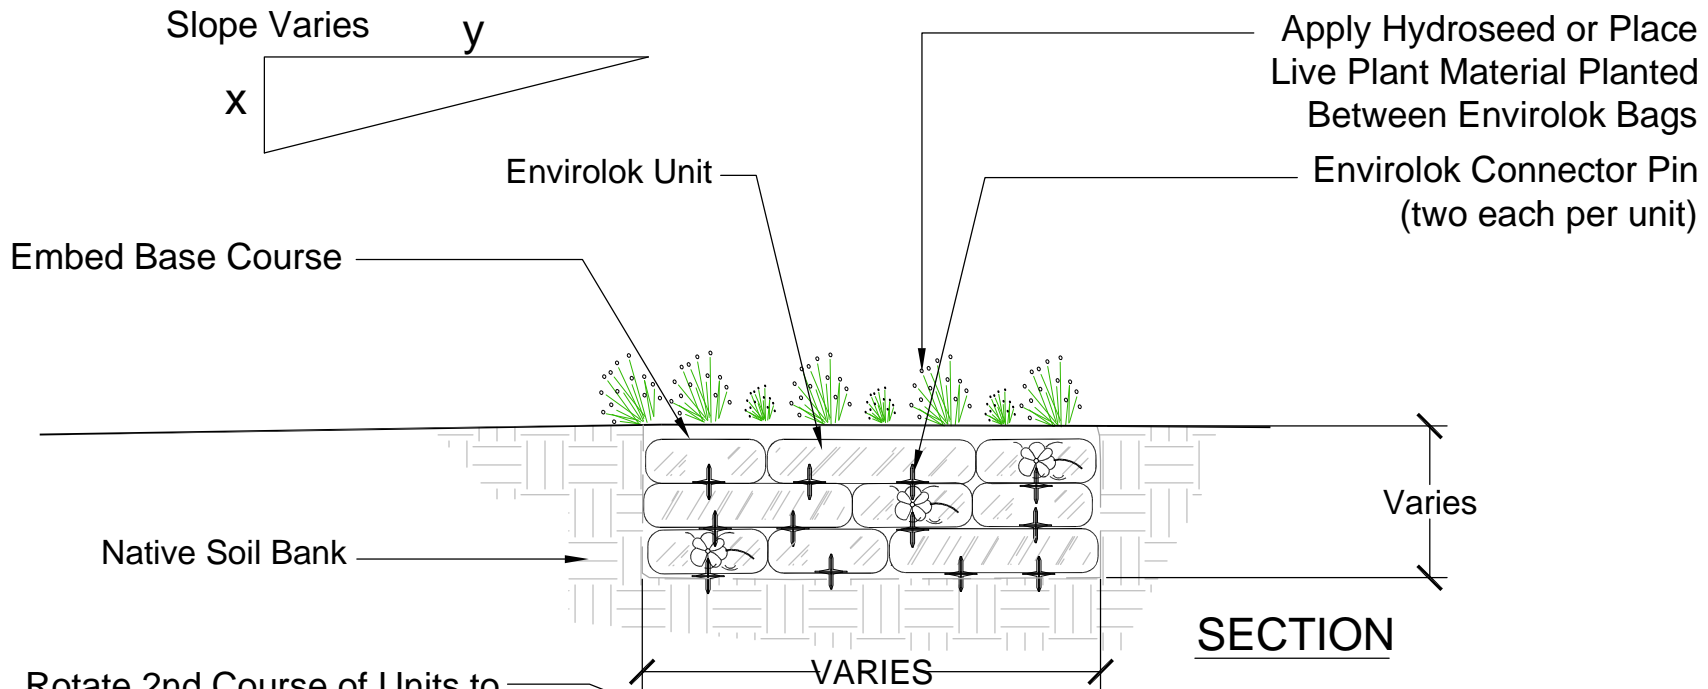 Slope Varies
y
x
Apply Hydroseed or Place
Live Plant Material Planted
Between Envirolok Bags
Envirolok Unit
Envirolok Connector Pin
(two each per unit)
Embed Base Course
Varies
Native Soil Bank
SECTION
VARIES
Rotate 2nd Course of Units to